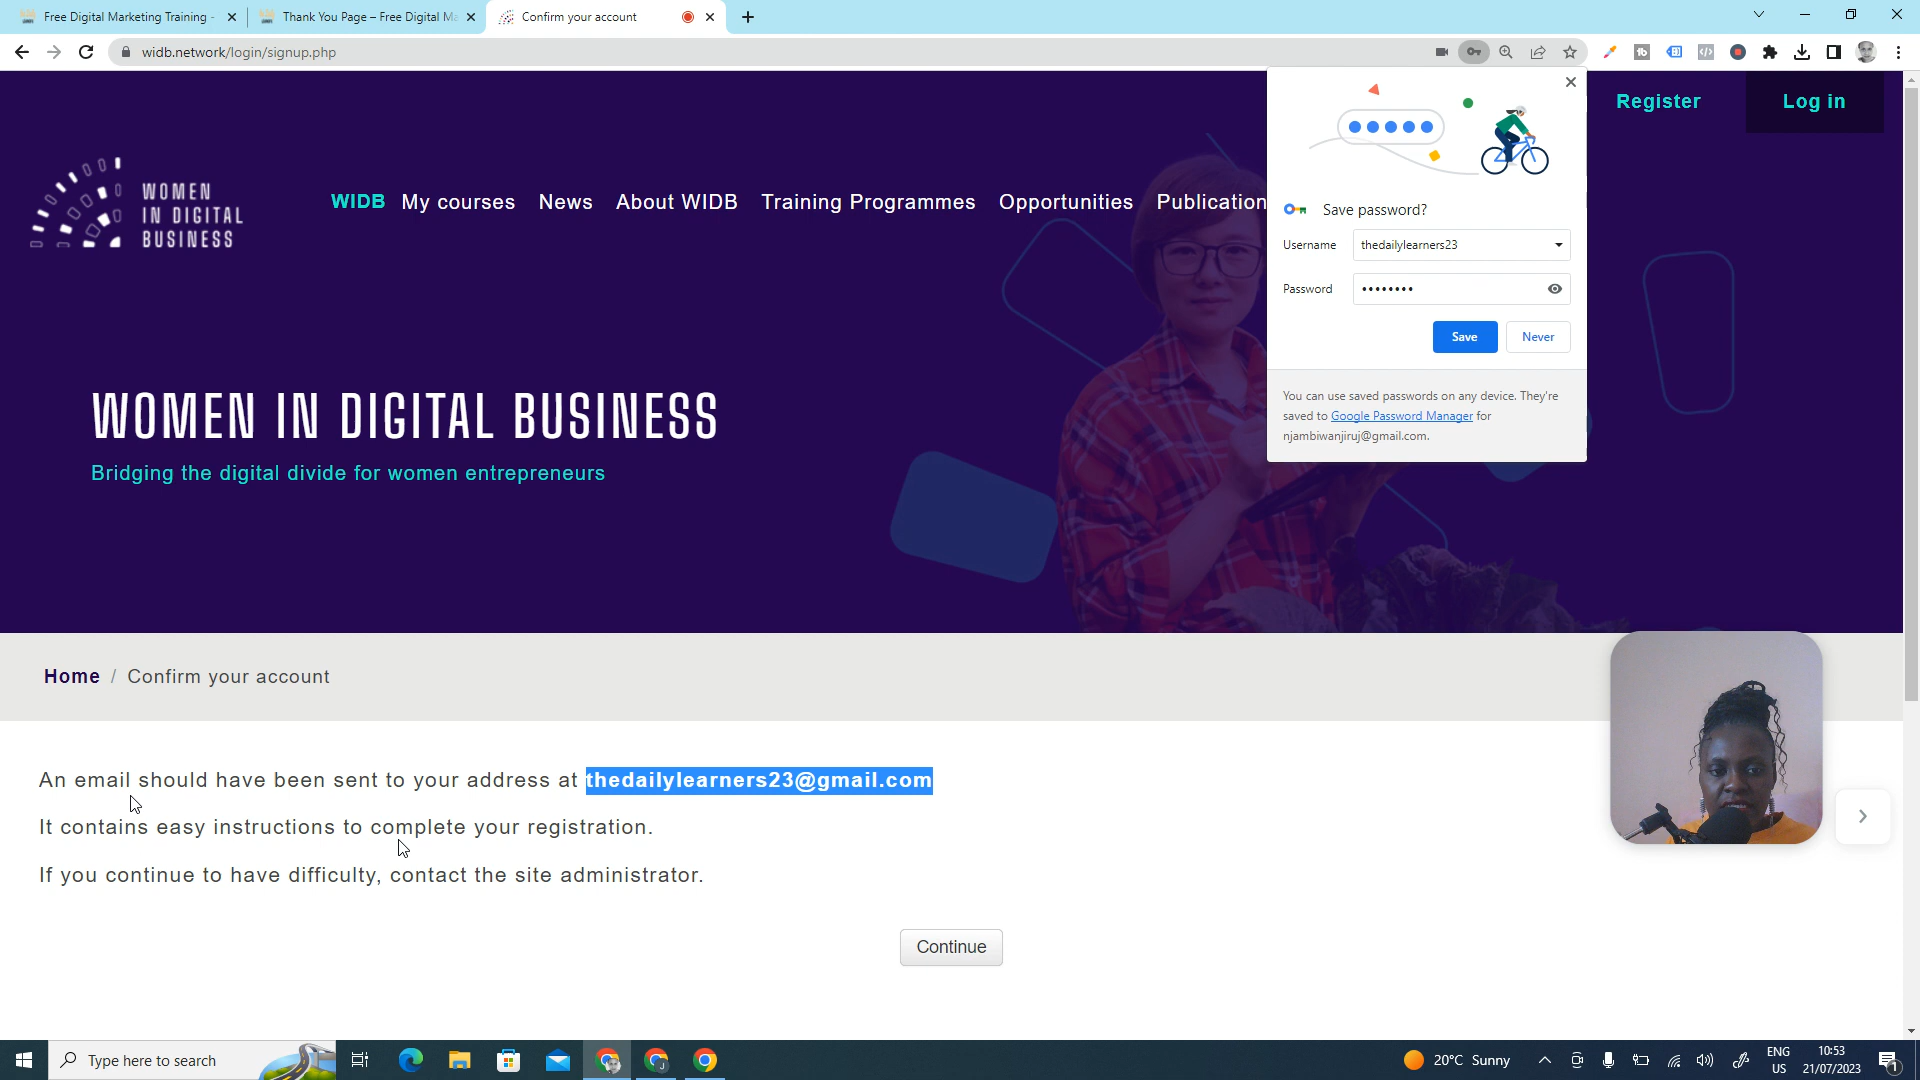 Free Digital Marketing Training -
Thank You Page – Free Digital Ma
Confirm your account
widb.network/login/signup.php
Register
Log in
WOMEN
IN DIGITAL
BUSINESS
WIDB My courses News About WIDB Training Programmes Opportunities Publication
Save password?
Username thedailylearners23
Password ••••••••
Save Never
You can use saved passwords on any device. They're
saved to Google Password Manager for
njambiwanjiruj@gmail.com.
WOMEN IN DIGITAL BUSINESS
Bridging the digital divide for women entrepreneurs
Home / Confirm your account
An email should have been sent to your address at thedailylearners23@gmail.com
It contains easy instructions to complete your registration.
If you continue to have difficulty, contact the site administrator.
Continue
Type here to search
20°C Sunny
ENG
US
10:53
21/07/2023
1